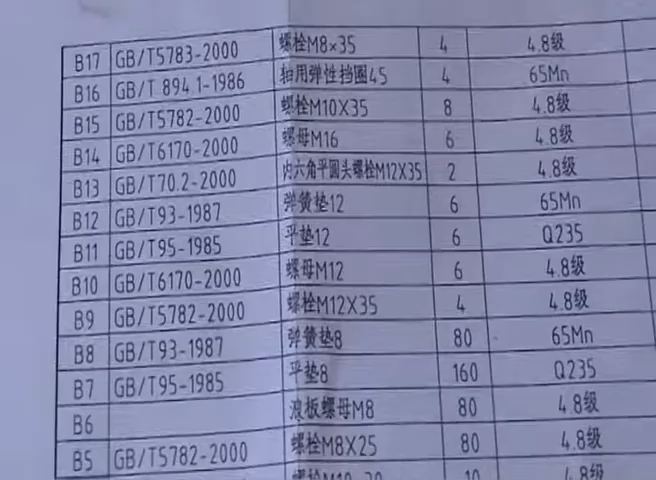 B17 GB/T5783-2000 螺栓M8×35 4 4.8级
B16 GB/T 894.1-1986 轴用弹性挡圈45 4 65Mn
B15 GB/T5782-2000 螺栓M10X35 8 4.8级
B14 GB/T6170-2000 螺母M16 6 4.8级
B13 GB/T70.2-2000 内六角平圆头螺栓M12X35 2 4.8级
B12 GB/T93-1987 弹簧垫12 6 65Mn
B11 GB/T95-1985 平垫12 6 Q235
B10 GB/T6170-2000 螺母M12 6 4.8级
B9 GB/T5782-2000 螺栓M12X35 4 4.8级
B8 GB/T93-1987 弹簧垫8 80 65Mn
B7 GB/T95-1985 平垫8 160 Q235
B6 浪板螺母M8 80 4.8级
B5 GB/T5782-2000 螺栓M8X25 80 4.8级
10 4.8级